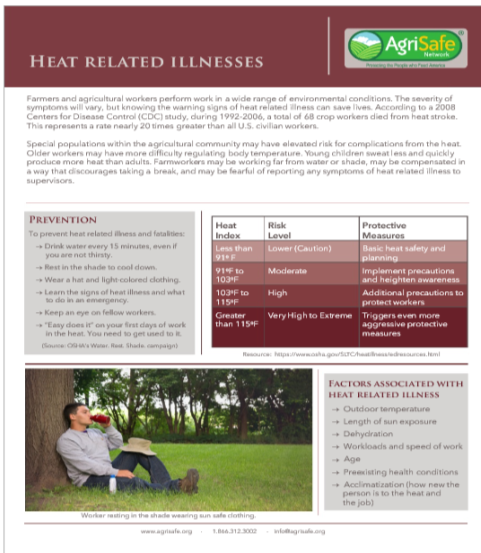 HEAT RELATED ILLNESSES
AgriSafe
Network
Protecting the People who Feed America
Farmers and agricultural workers perform work in a wide range of environmental conditions. The severity of
symptoms will vary, but knowing the warning signs of heat related illness can save lives. According to a 2008
Centers for Disease Control (CDC) study, during 1992-2006, a total of 68 crop workers died from heat stroke.
This represents a rate nearly 20 times greater than all U.S. civilian workers.
Special populations within the agricultural community may have elevated risk for complications from the heat.
Older workers may have more difficulty regulating body temperature. Young children sweat less and quickly
produce more heat than adults. Farmworkers may be working far from water or shade, may be compensated in
a way that discourages taking a break, and may be fearful of reporting any symptoms of heat related illness to
supervisors.
PREVENTION
To prevent heat related illness and fatalities:
→ Drink water every 15 minutes, even if
you are not thirsty.
→ Rest in the shade to cool down.
→ Wear a hat and light-colored clothing.
→ Learn the signs of heat illness and what
to do in an emergency.
→ Keep an eye on fellow workers.
→ "Easy does it" on your first days of work
in the heat. You need to get used to it.
(Source: OSHA's Water. Rest. Shade. campaign)
Heat Index Risk Level Protective Measures
Less than 91º F Lower (Caution) Basic heat safety and planning
91ºF to 103ºF Moderate Implement precautions and heighten awareness
103ºF to 115ºF High Additional precautions to protect workers
Greater than 115ºF Very High to Extreme Triggers even more aggressive protective measures
Resource: https://www.osha.gov/SLTC/heatillness/edresources.html
FACTORS ASSOCIATED WITH
HEAT RELATED ILLNESS
→ Outdoor temperature
→ Length of sun exposure
→ Dehydration
→ Workloads and speed of work
→ Age
→ Preexisting health conditions
→ Acclimatization (how new the
person is to the heat and
the job)
Worker resting in the shade wearing sun safe clothing.
www.agrisafe.org · 1.866.312.3002 · info@agrisafe.org